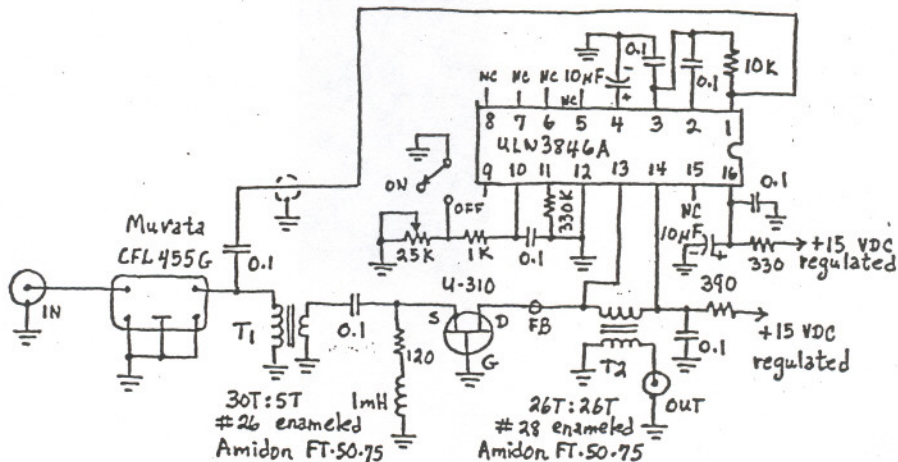 0.1
0.1
10K
NC NC NC 10µF - +
NC
8 7 6 5 4 3 2 1
ULN3846A
9 10 11 12 13 14 15 16
ON
OFF
330K
NC
0.1
Murata
CFL455G
0.1
25K
1K
0.1
10µF - +
330
+15 VDC
regulated
IN
T1
0.1
U-310
S D
G
FB
390
+15 VDC
regulated
120
T2
0.1
OUT
1mH
30T:5T
#26 enameled
Amidon FT-50-75
26T:26T
#28 enameled
Amidon FT-50-75